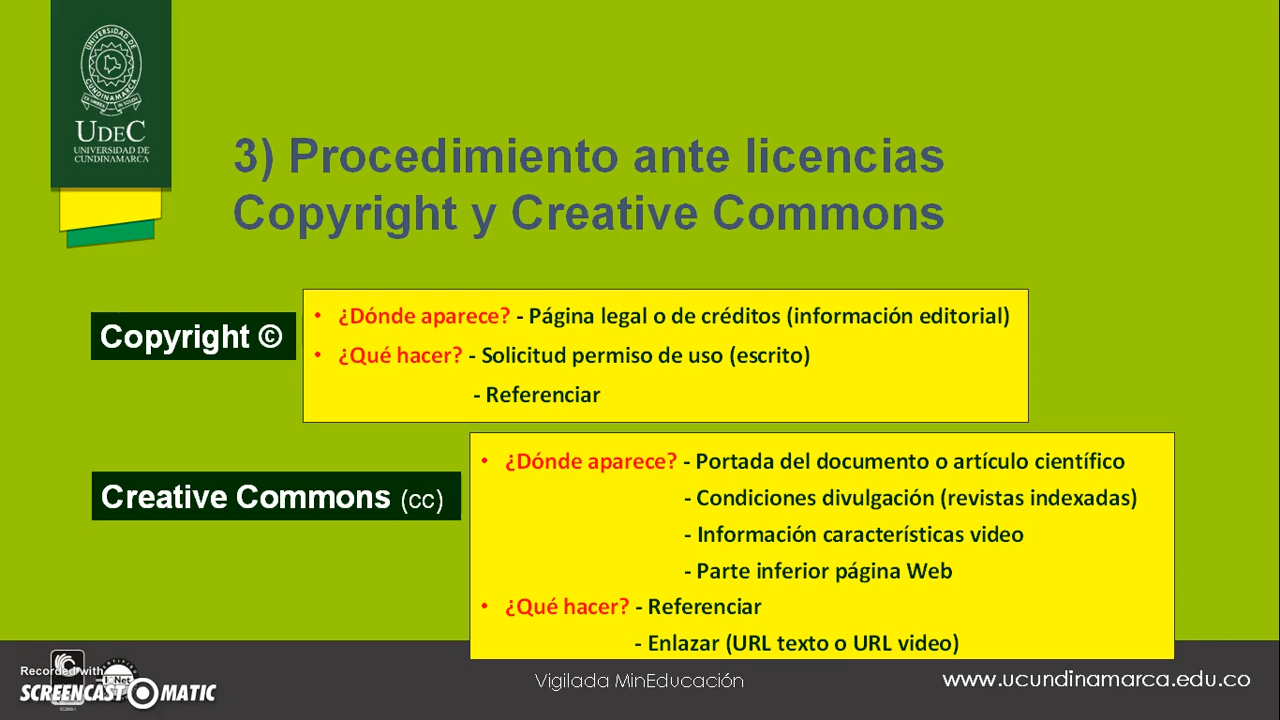 UNIVERSIDAD DE
CUNDINAMARCA
UDEC
UNIVERSIDAD DE
CUNDINAMARCA
3) Procedimiento ante licencias
Copyright y Creative Commons
Copyright ©
• ¿Dónde aparece? - Página legal o de créditos (información editorial)
• ¿Qué hacer? - Solicitud permiso de uso (escrito)
- Referenciar
Creative Commons (cc)
• ¿Dónde aparece? - Portada del documento o artículo científico
- Condiciones divulgación (revistas indexadas)
- Información características video
- Parte inferior página Web
• ¿Qué hacer? - Referenciar
- Enlazar (URL texto o URL video)
Recorded with
SCREENCAST MATIC
Net
Vigilada MinEducación
www.ucundinamarca.edu.co